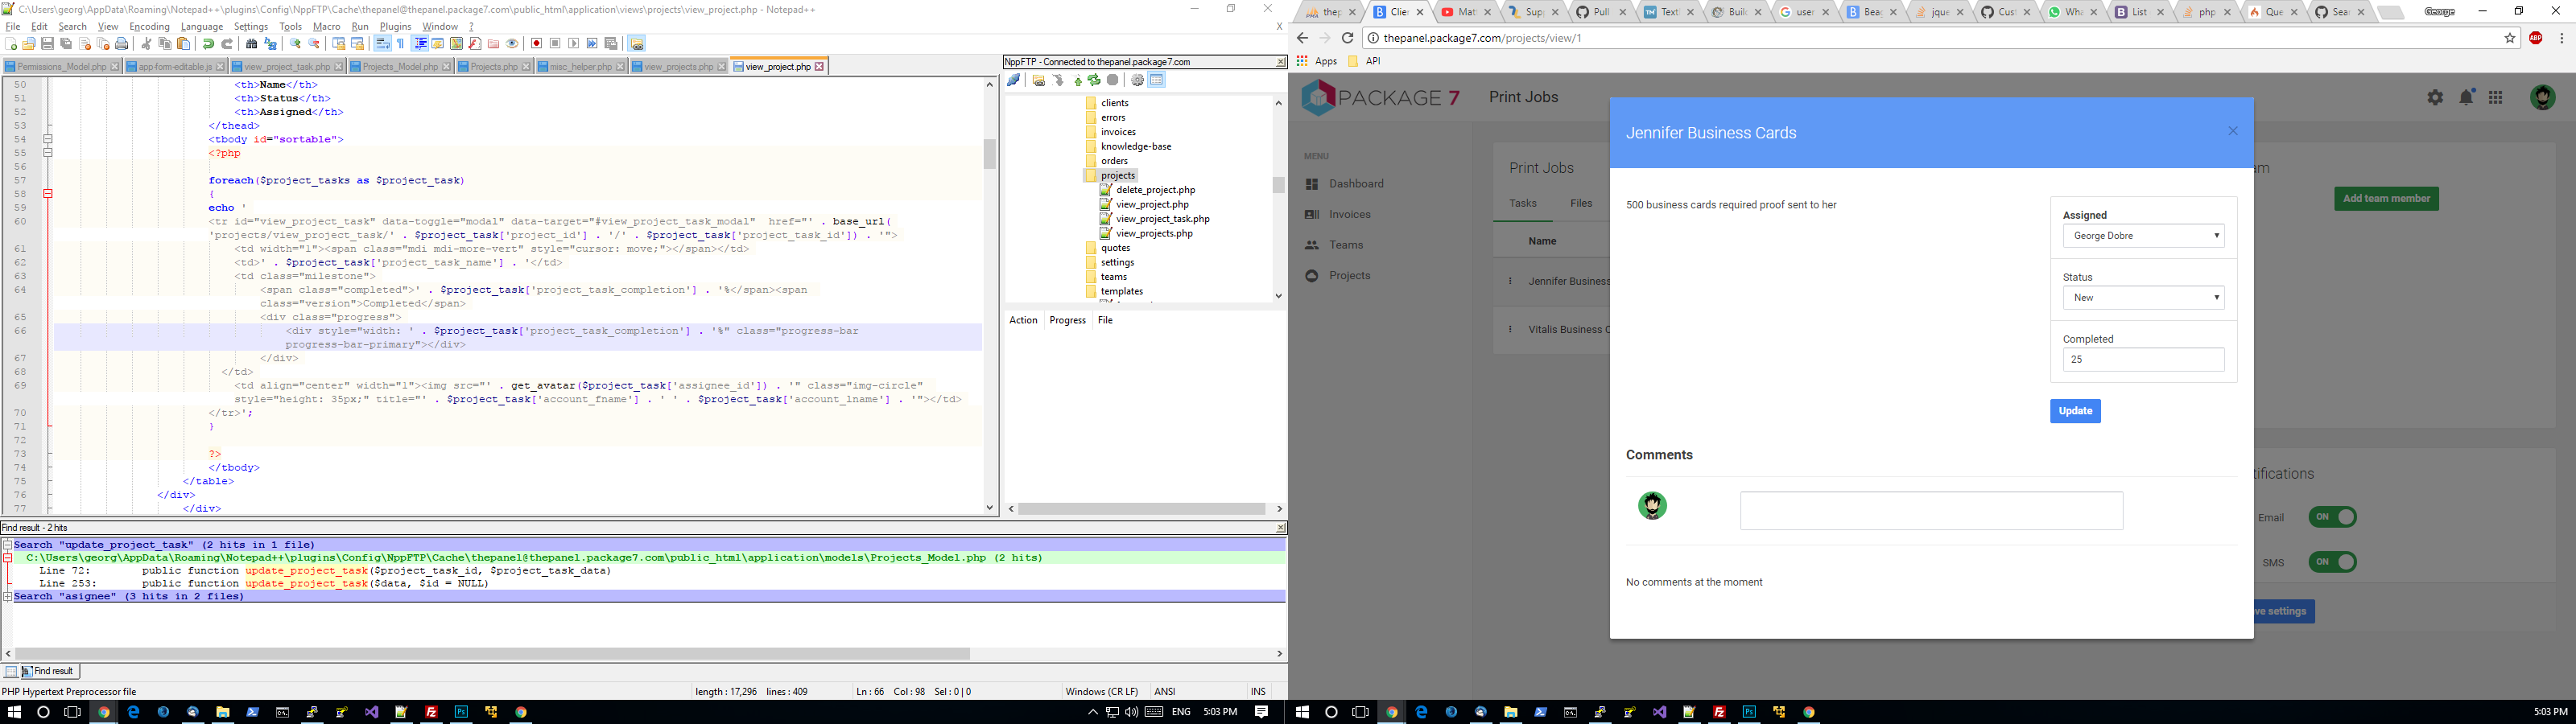 C:\Users\georg\AppData\Roaming\Notepad++\plugins\Config\NppFTP\Cache\thepanel@thepanel.package7.com\public_html\application\views\projects\view_project.php - Notepad++
File Edit Search View Encoding Language Settings Tools Macro Run Plugins Window ?
X
Permissions_Model.php app-form-editable.js view_project_task.php Projects_Model.php Projects.php misc_helper.php view_projects.php view_project.php
50 <th>Name</th>
51 <th>Status</th>
52 <th>Assigned</th>
53 </thead>
54 <tbody id="sortable">
55 <?php
56
57 foreach($project_tasks as $project_task)
58 {
59 echo '
60 <tr id="view_project_task" data-toggle="modal" data-target="#view_project_task_modal"  href="' . base_url(
'projects/view_project_task/' . $project_task['project_id'] . '/' . $project_task['project_task_id']) . '">
61 <td width="1"><span class="mdi mdi-more-vert" style="cursor: move;"></span></td>
62 <td>' . $project_task['project_task_name'] . '</td>
63 <td class="milestone">
64 <span class="completed">' . $project_task['project_task_completion'] . '%</span><span
class="version">Completed</span>
65 <div class="progress">
66 <div style="width: ' . $project_task['project_task_completion'] . '%" class="progress-bar
progress-bar-primary"></div>
67 </div>
68 </td>
69 <td align="center" width="1"><img src="' . get_avatar($project_task['assignee_id']) . '" class="img-circle"
style="height: 35px;" title="' . $project_task['account_fname'] . ' ' . $project_task['account_lname'] . '"></td>
70 </tr>';
71 }
72
73 ?>
74 </tbody>
75 </table>
76 </div>
77 </div>
NppFTP - Connected to thepanel.package7.com
clients
errors
invoices
knowledge-base
orders
projects
delete_project.php
view_project.php
view_project_task.php
view_projects.php
quotes
settings
teams
templates
Action Progress File
Find result - 2 hits
Search "update_project_task" (2 hits in 1 file)
C:\Users\georg\AppData\Roaming\Notepad++\plugins\Config\NppFTP\Cache\thepanel@thepanel.package7.com\public_html\application\models\Projects_Model.php (2 hits)
Line 72: public function update_project_task($project_task_id, $project_task_data)
Line 253: public function update_project_task($data, $id = NULL)
Search "asignee" (3 hits in 2 files)
Find result
PHP Hypertext Preprocessor file length : 17,296 lines : 409 Ln : 66 Col : 98 Sel : 0 | 0 Windows (CR LF) ANSI INS
ENG 5:03 PM
thep Clien Mat Supp Pull Textl Build user Beag jque Cust Wha List php Que Sear George
thepanel.package7.com/projects/view/1
ABP
Apps API
PACKAGE 7 Print Jobs
MENU
Dashboard
Invoices
Teams
Projects
Print Jobs
Tasks Files
Name
Jennifer Business
Vitalis Business C
Jennifer Business Cards
500 business cards required proof sent to her
Assigned
George Dobre
Status
New
Completed
25
Update
Comments
No comments at the moment
am
Add team member
tifications
Email ON
SMS ON
ve settings
5:03 PM